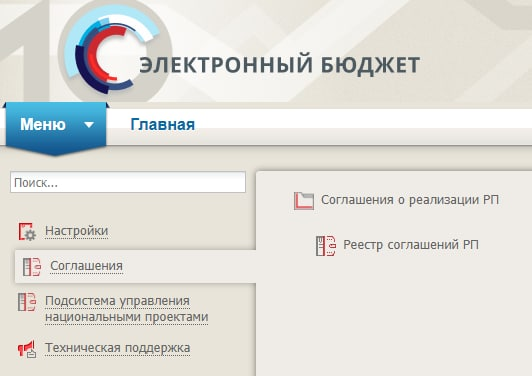 ЭЛЕКТРОННЫЙ БЮДЖЕТ
Меню
Главная
Поиск...
Настройки
Соглашения
Подсистема управления
национальными проектами
Техническая поддержка
Соглашения о реализации РП
Реестр соглашений РП